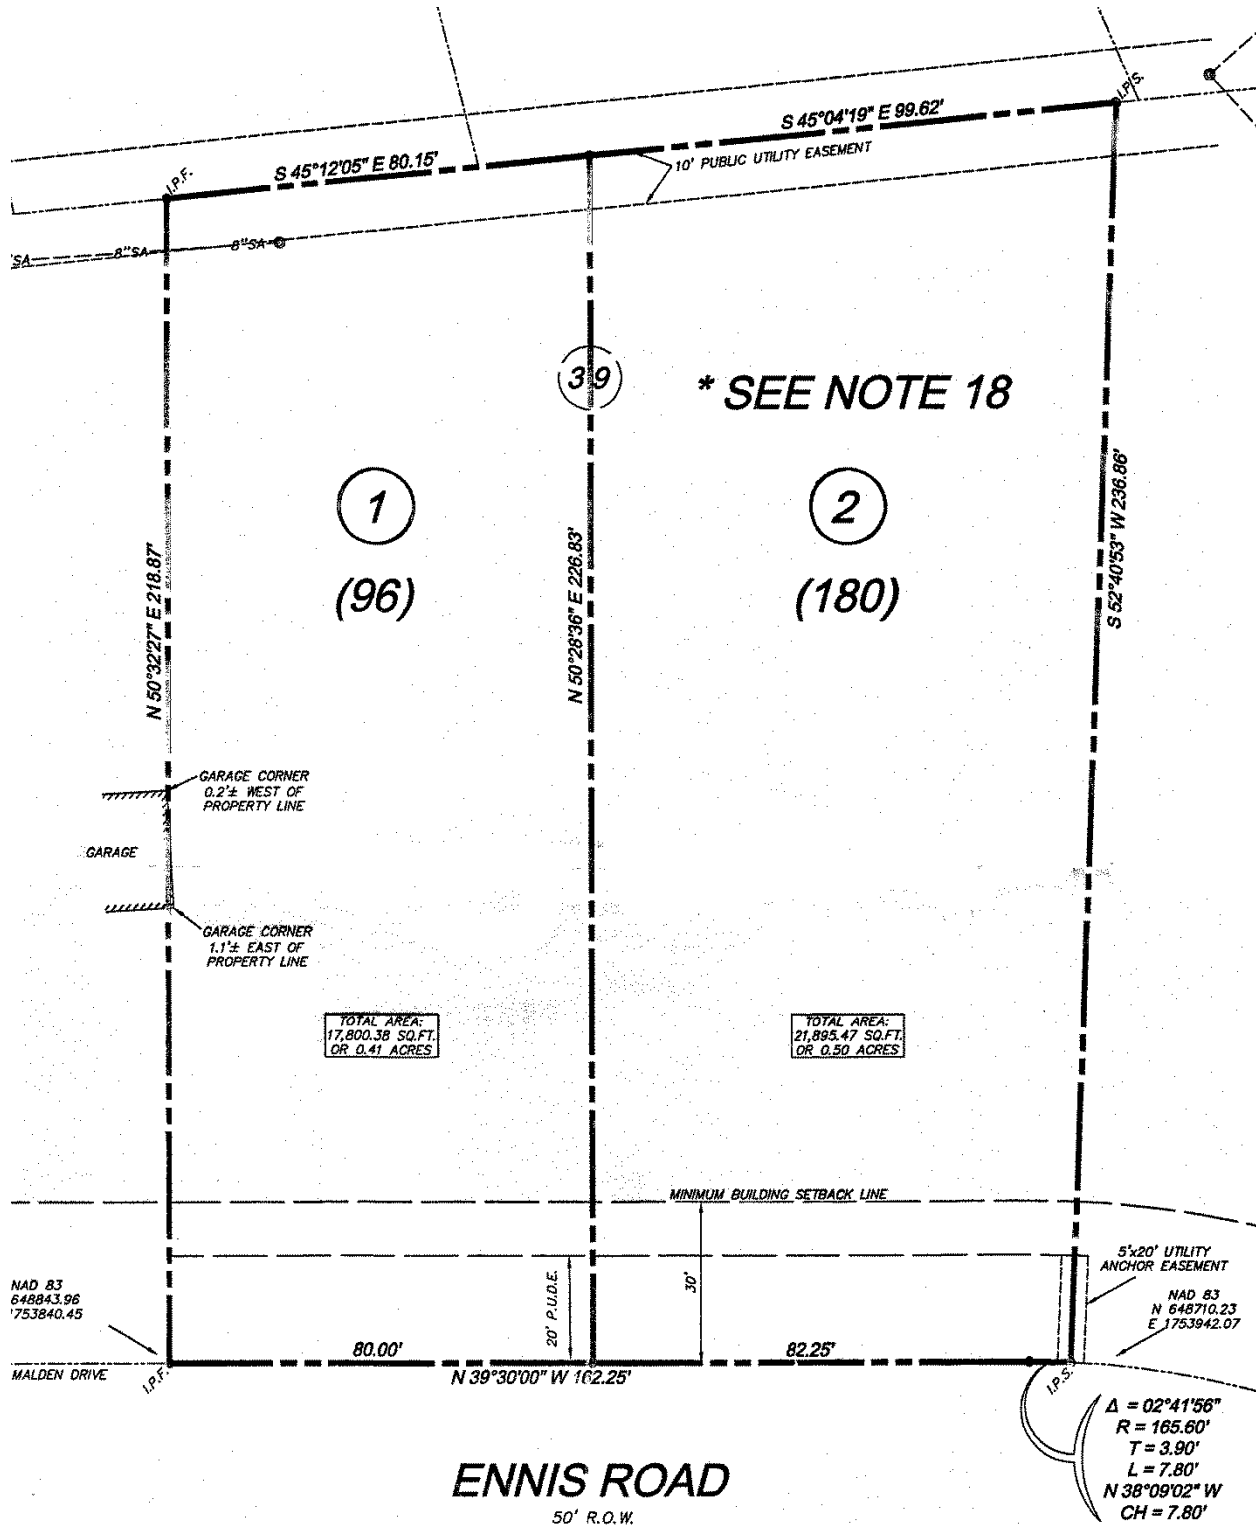 I.P.S.
S 45°04'19" E 99.62'
S 45°12'05" E 80.15'
10' PUBLIC UTILITY EASEMENT
I.P.F.
8"SA
8"SA
SA
39
* SEE NOTE 18
1
2
(96)
(180)
N 50°32'27" E 218.87'
N 50°28'36" E 226.83'
S 52°40'53" W 236.86'
GARAGE CORNER
0.2'± WEST OF
PROPERTY LINE
GARAGE
GARAGE CORNER
1.1'± EAST OF
PROPERTY LINE
TOTAL AREA:
17,800.38 SQ.FT.
OR 0.41 ACRES
TOTAL AREA:
21,895.47 SQ.FT.
OR 0.50 ACRES
MINIMUM BUILDING SETBACK LINE
20' P.U.D.E.
30'
5'x20' UTILITY
ANCHOR EASEMENT
NAD 83
648843.96
1753840.45
NAD 83
N 648710.23
E 1753942.07
80.00'
82.25'
MALDEN DRIVE
I.P.F.
N 39°30'00" W 162.25'
I.P.S.
Δ = 02°41'56"
R = 165.60'
T = 3.90'
L = 7.80'
N 38°09'02" W
CH = 7.80'
ENNIS ROAD
50' R.O.W.